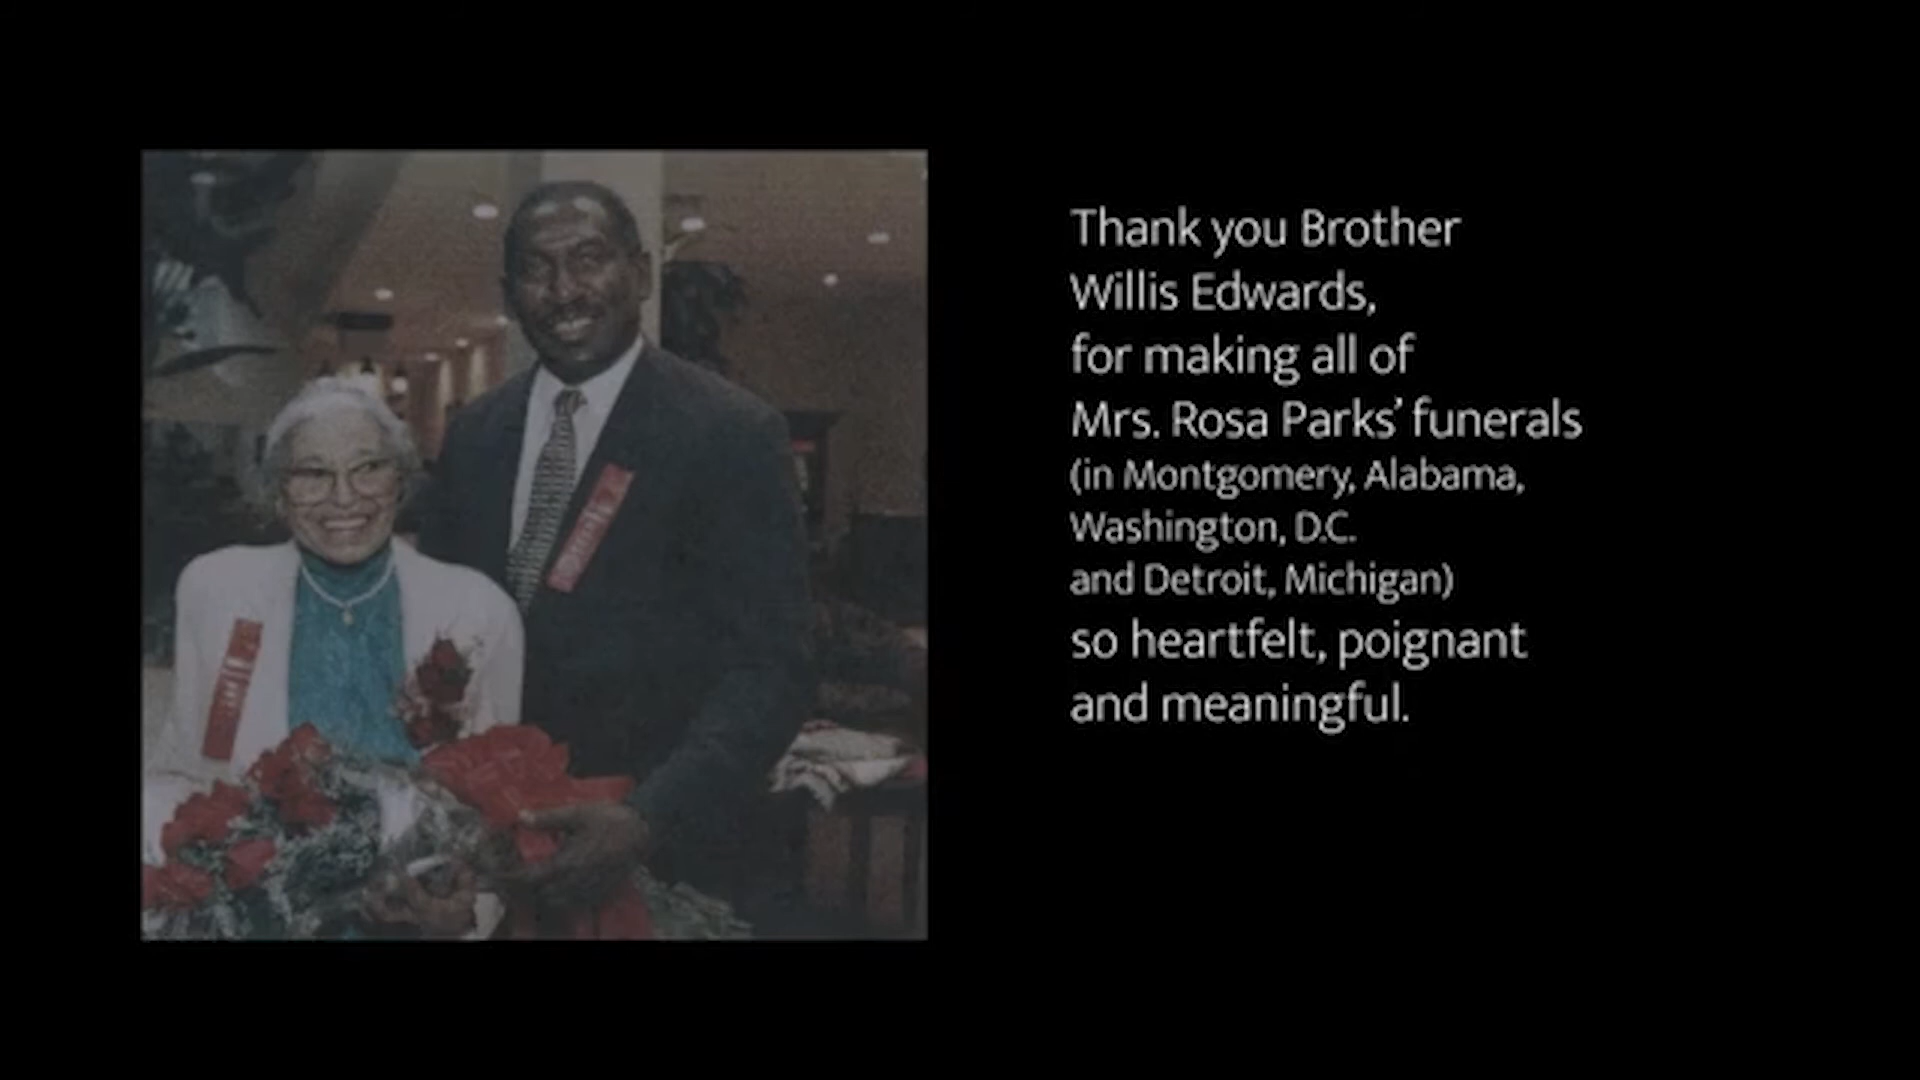 Thank you Brother
Willis Edwards,
for making all of
Mrs. Rosa Parks’ funerals
(in Montgomery, Alabama,
Washington, D.C.
and Detroit, Michigan)
so heartfelt, poignant
and meaningful.